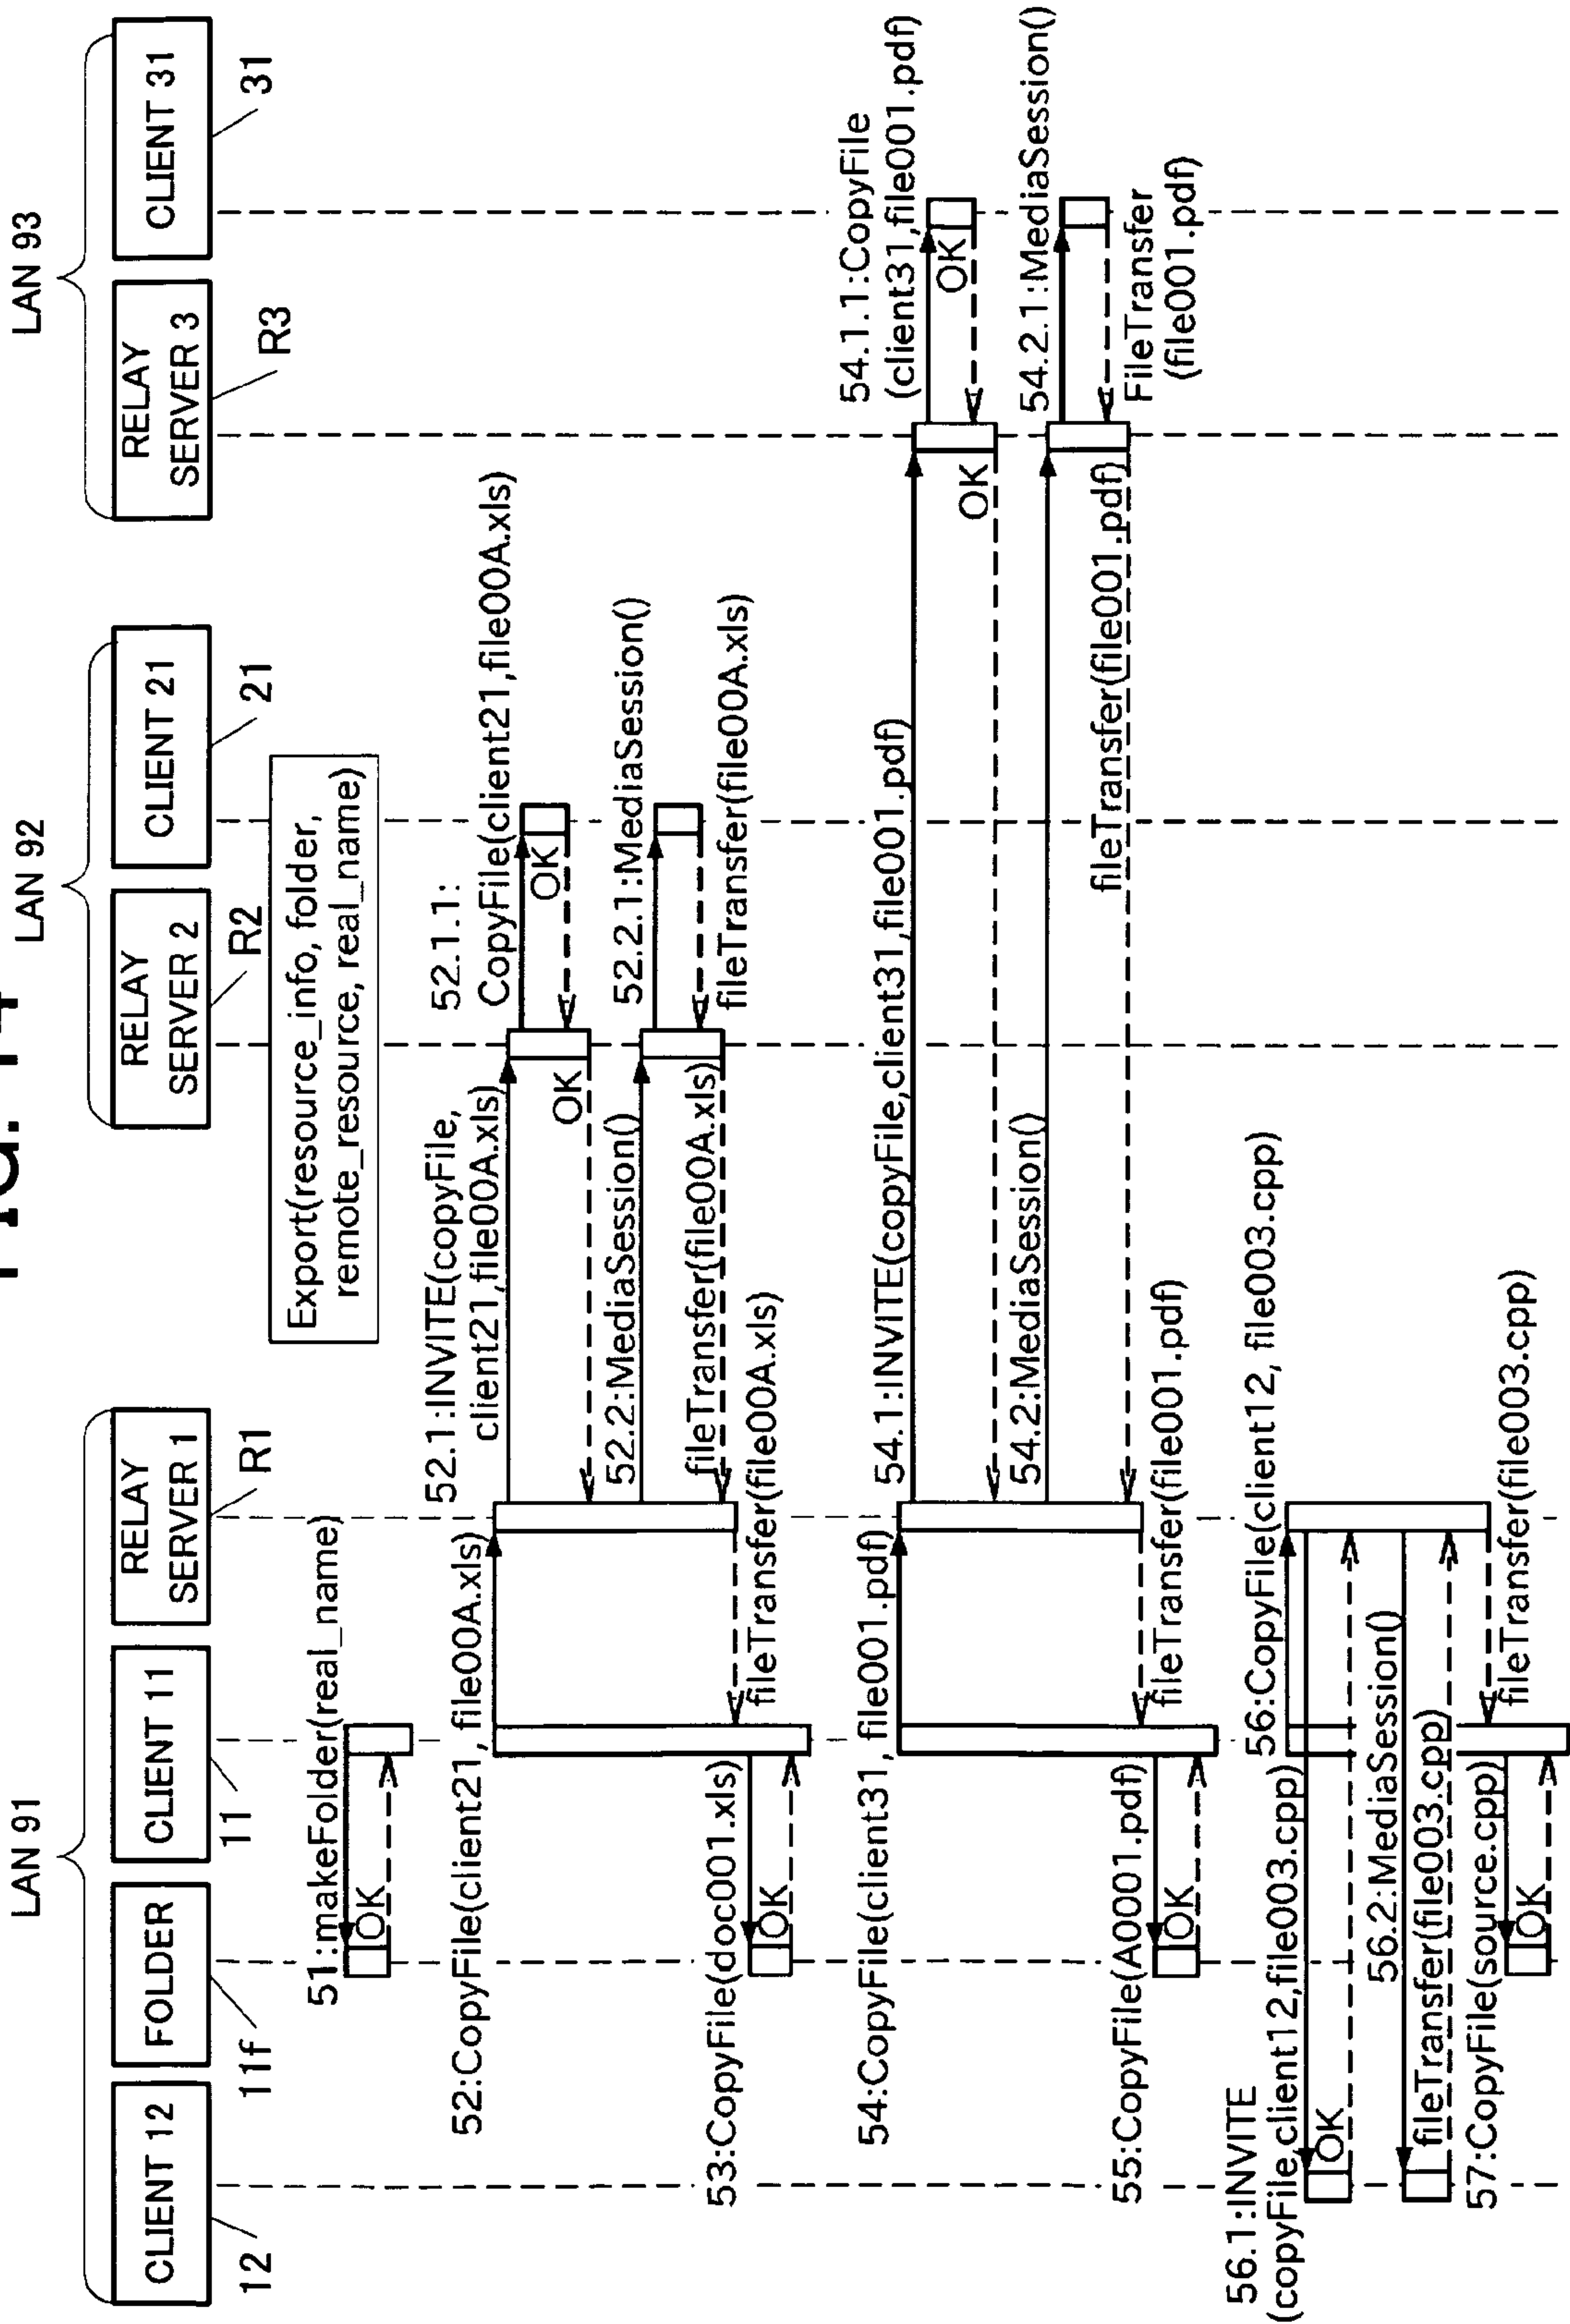 FIG. 14
LAN 91
LAN 92
LAN 93
CLIENT 12
FOLDER
CLIENT 11
RELAY
SERVER 1
RELAY
SERVER 2
CLIENT 21
RELAY
SERVER 3
CLIENT 31
12
11f
11
R1
R2
21
R3
31
Export(resource_info, folder,
remote_resource, real_name)
51:makeFolder(real_name)
OK
52:CopyFile(client21, file00A.xls)
52.1:INVITE(copyFile,
client21,file00A.xls)
52.1.1:
CopyFile(client21,file00A.xls)
OK
OK
52.2:MediaSession()
52.2.1:MediaSession()
fileTransfer(file00A.xls)
fileTransfer(file00A.xls)
fileTransfer(file00A.xls)
53:CopyFile(doc001.xls)
OK
54:CopyFile(client31, file001.pdf)
54.1:INVITE(copyFile,client31,file001.pdf)
54.1.1:CopyFile
(client31,file001.pdf)
OK
OK
54.2:MediaSession()
54.2.1:MediaSession()
FileTransfer
(file001.pdf)
fileTransfer(file001.pdf)
fileTransfer(file001.pdf)
55:CopyFile(A0001.pdf)
OK
56:CopyFile(client12, file003.cpp)
56.1:INVITE
(copyFile,client12,file003.cpp)
OK
56.2:MediaSession()
fileTransfer(file003.cpp)
fileTransfer(file003.cpp)
57:CopyFile(source.cpp)
OK